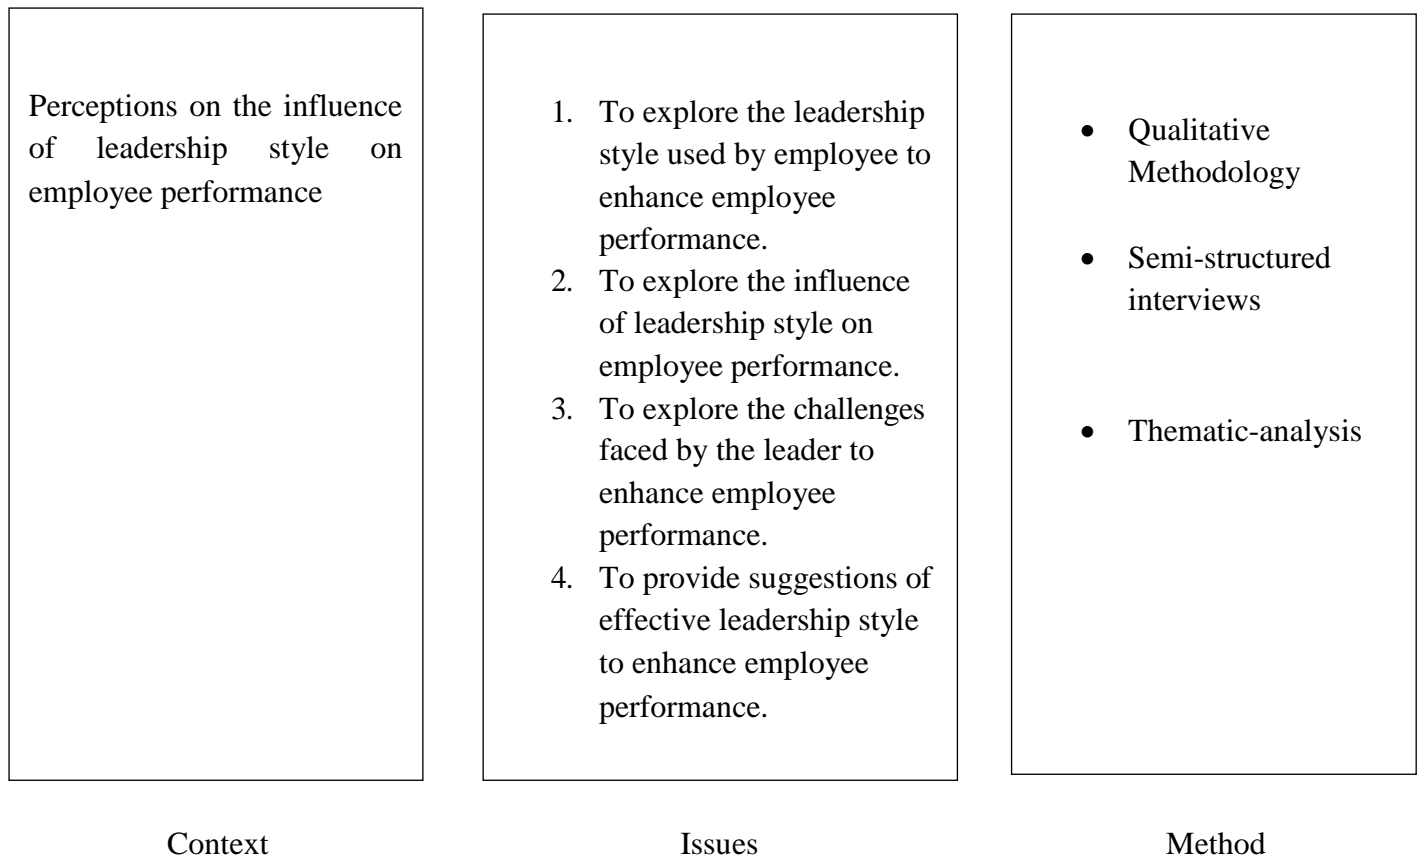 Perceptions on the influence
of leadership style on
employee performance
1. To explore the leadership
style used by employee to
enhance employee
performance.
2. To explore the influence
of leadership style on
employee performance.
3. To explore the challenges
faced by the leader to
enhance employee
performance.
4. To provide suggestions of
effective leadership style
to enhance employee
performance.
• Qualitative
Methodology
• Semi-structured
interviews
• Thematic-analysis
Context
Issues
Method